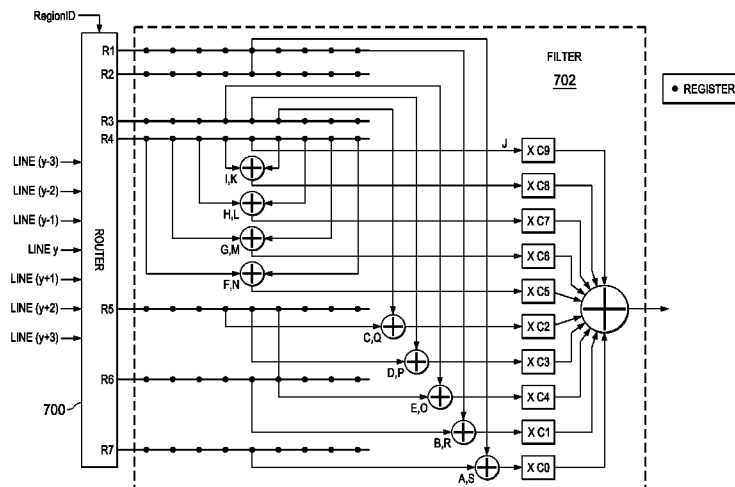 RegionID
R1
FILTER
702
R2
REGISTER
R3
R4
J
X C9
LINE (y-3)
I,K
X C8
LINE (y-2)
H,L
X C7
LINE (y-1)
G,M
X C6
LINE y
ROUTER
F,N
X C5
LINE (y+1)
LINE (y+2)
R5
C,Q
X C2
LINE (y+3)
D,P
X C3
R6
700
E,O
X C4
B,R
X C1
R7
A,S
X C0